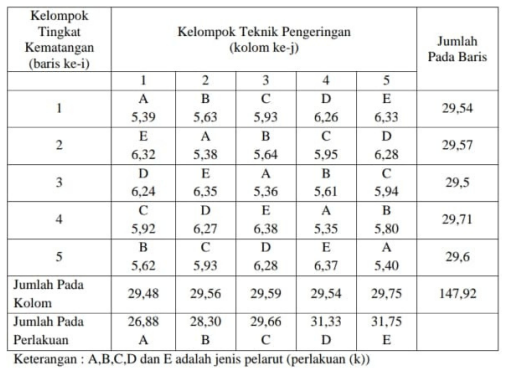 Kelompok
Tingkat
Kematangan
(baris ke-i)
Kelompok Teknik Pengeringan
(kolom ke-j)
Jumlah
Pada Baris
1 2 3 4 5
1
A B C D E
5,39 5,63 5,93 6,26 6,33
29,54
2
E A B C D
6,32 5,38 5,64 5,95 6,28
29,57
3
D E A B C
6,24 6,35 5,36 5,61 5,94
29,5
4
C D E A B
5,92 6,27 6,38 5,35 5,80
29,71
5
B C D E A
5,62 5,93 6,28 6,37 5,40
29,6
Jumlah Pada
Kolom
29,48 29,56 29,59 29,54 29,75 147,92
Jumlah Pada
Perlakuan
26,88 28,30 29,66 31,33 31,75
A B C D E
Keterangan : A,B,C,D dan E adalah jenis pelarut (perlakuan (k))